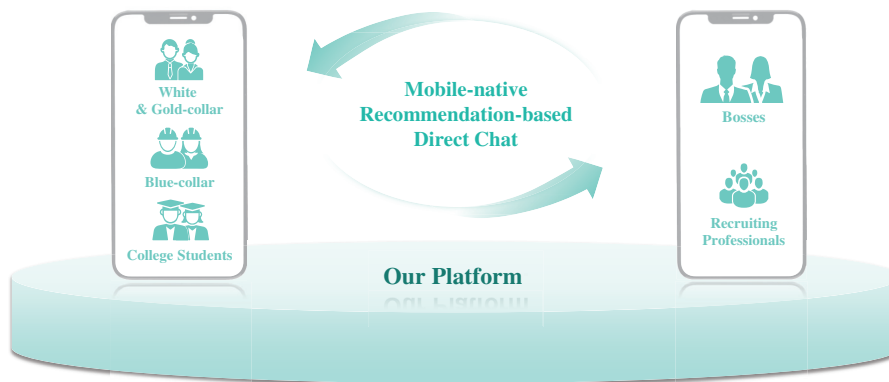 White
& Gold-collar
Blue-collar
College Students
Mobile-native
Recommendation-based
Direct Chat
Bosses
Recruiting
Professionals
Our Platform